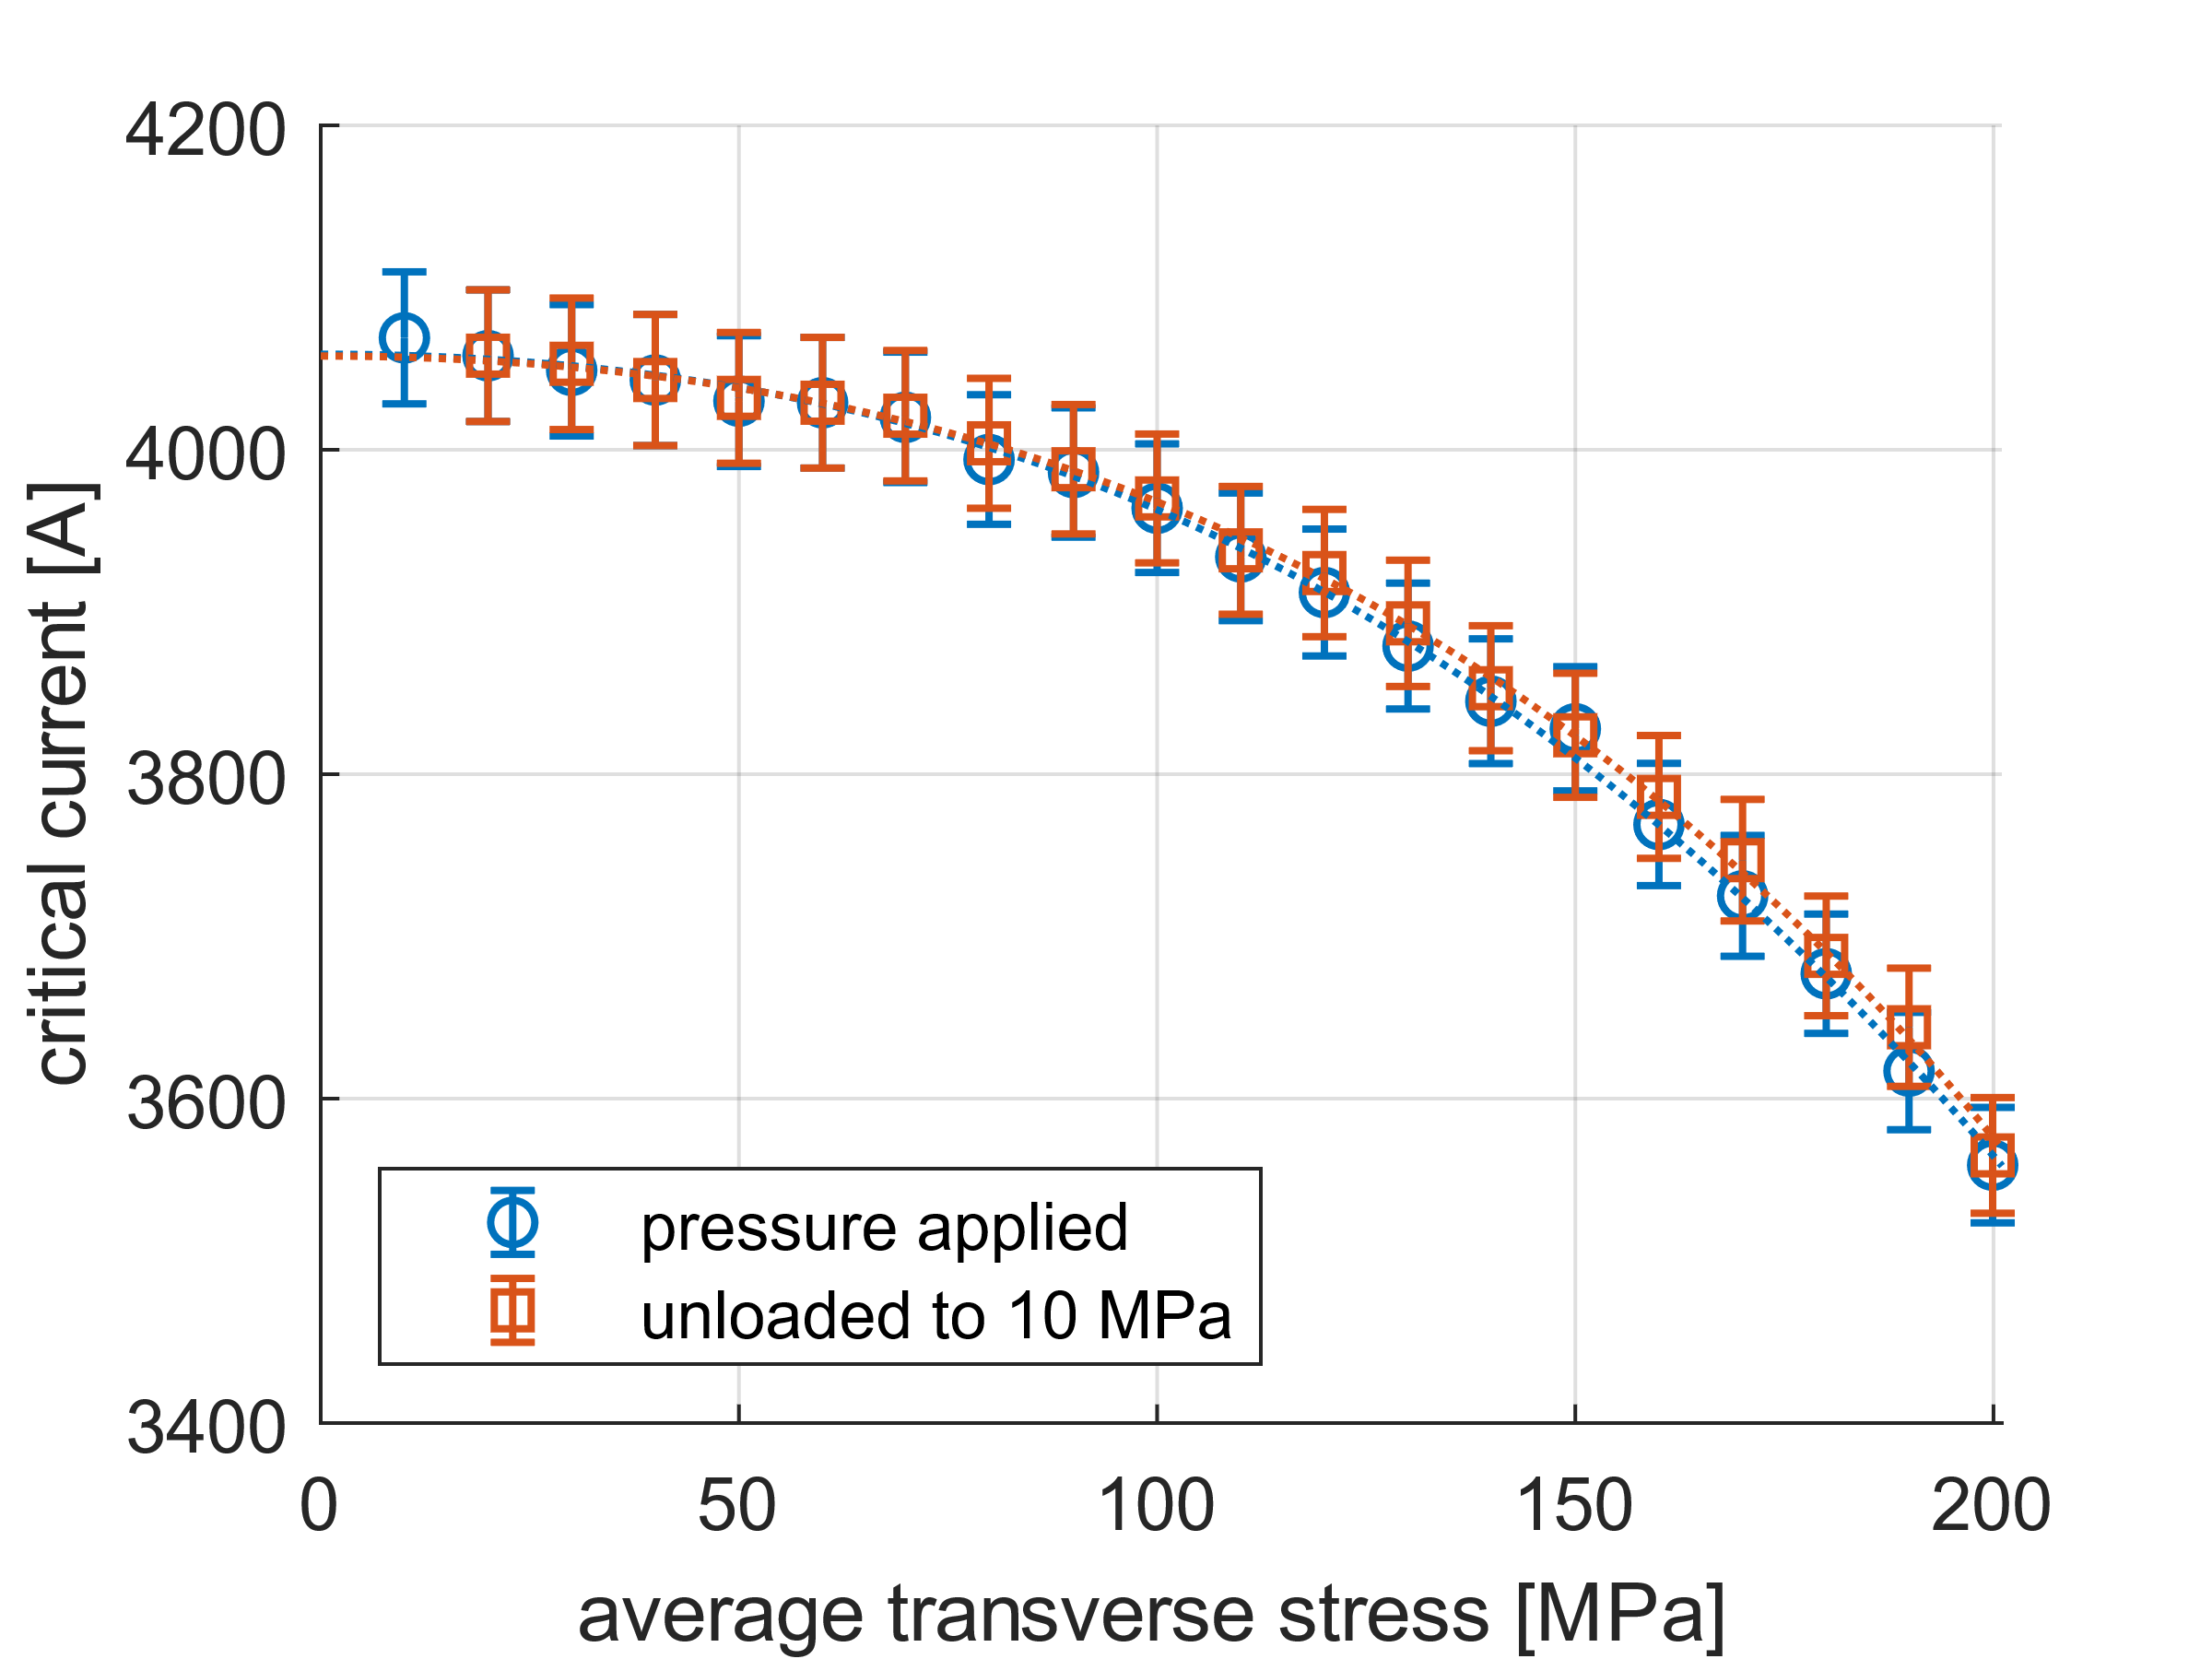 4200
4000
3800
3600
3400
critical current [A]
pressure applied
unloaded to 10 MPa
0 50 100 150 200
average transverse stress [MPa]